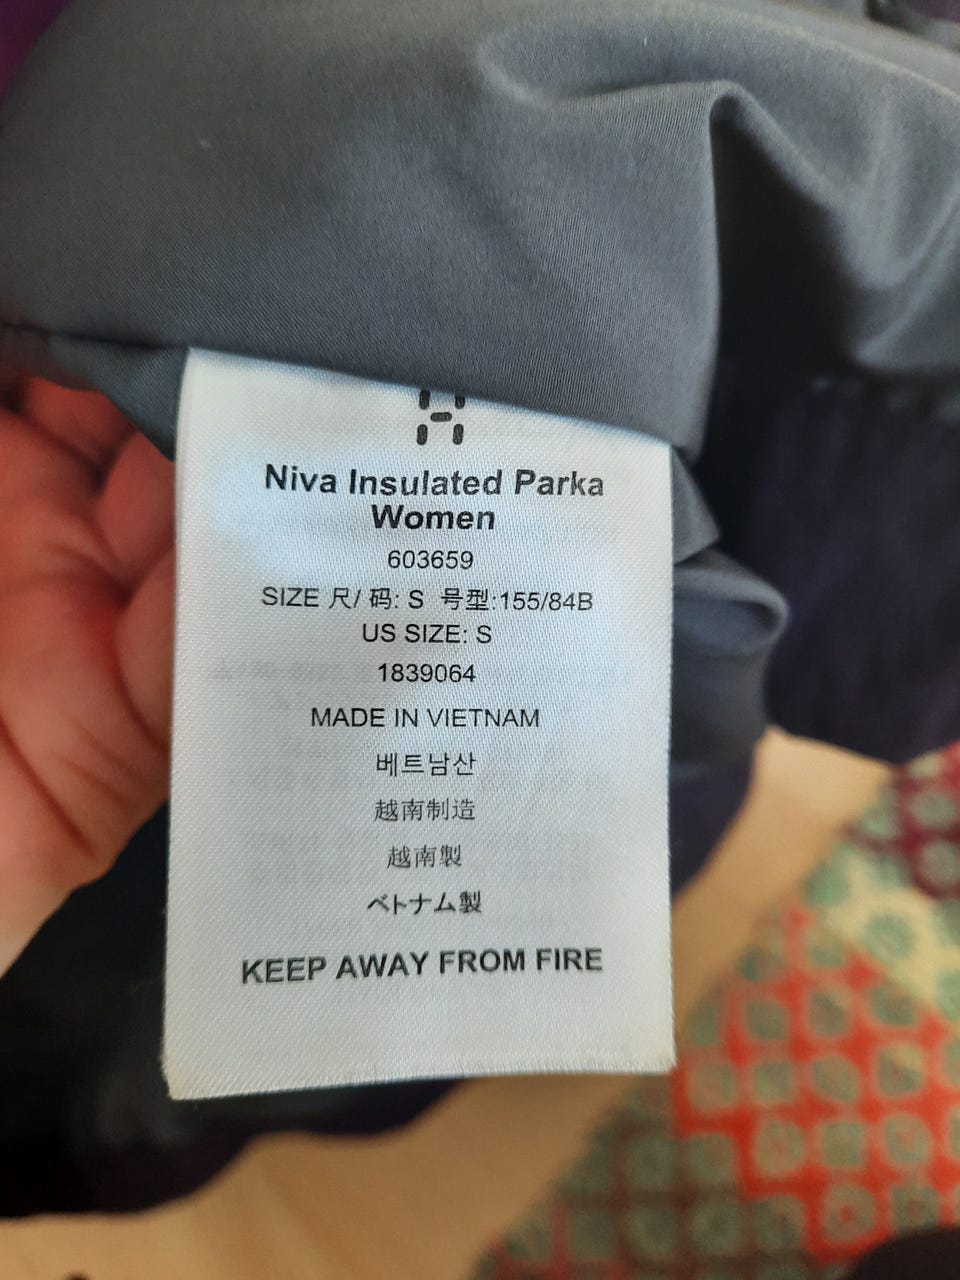 Niva Insulated Parka
Women
603659
SIZE 尺/ 码: S 号型:155/84B
US SIZE: S
1839064
MADE IN VIETNAM
베트남산
越南制造
越南製
ベトナム製
KEEP AWAY FROM FIRE